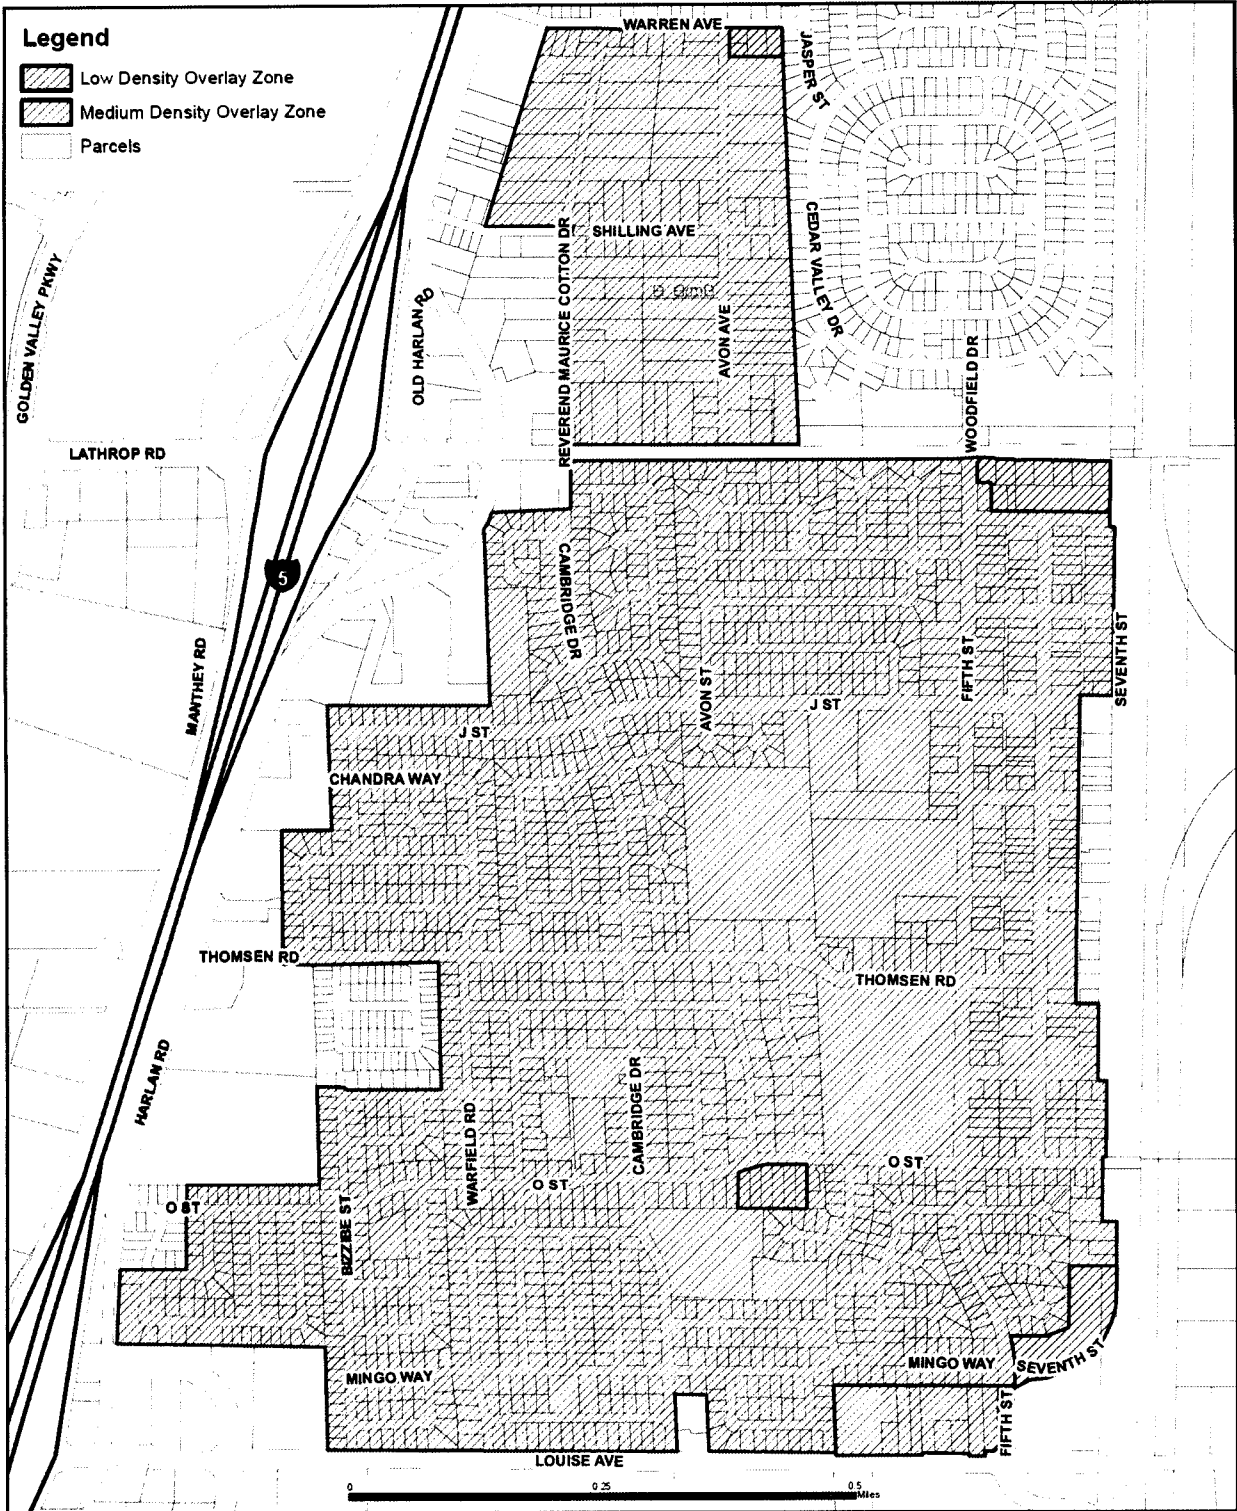 Legend
Low Density Overlay Zone
Medium Density Overlay Zone
Parcels
WARREN AVE
JASPER ST
SHILLING AVE
REVEREND MAURICE COTTON DR
CEDAR VALLEY DR
GOLDEN VALLEY PKWY
OLD HARLAN RD
AVON AVE
WOODFIELD DR
LATHROP RD
5
CAMBRIDGE DR
MANTHEY RD
AVON ST
FIFTH ST
SEVENTH ST
J ST
J ST
CHANDRA WAY
THOMSEN RD
THOMSEN RD
HARLAN RD
CAMBRIDGE DR
WARFIELD RD
O ST
O ST
O ST
BIZZIBE ST
MINGO WAY
MINGO WAY
SEVENTH ST
FIFTH ST
LOUISE AVE
0 0.25 0.5
Miles